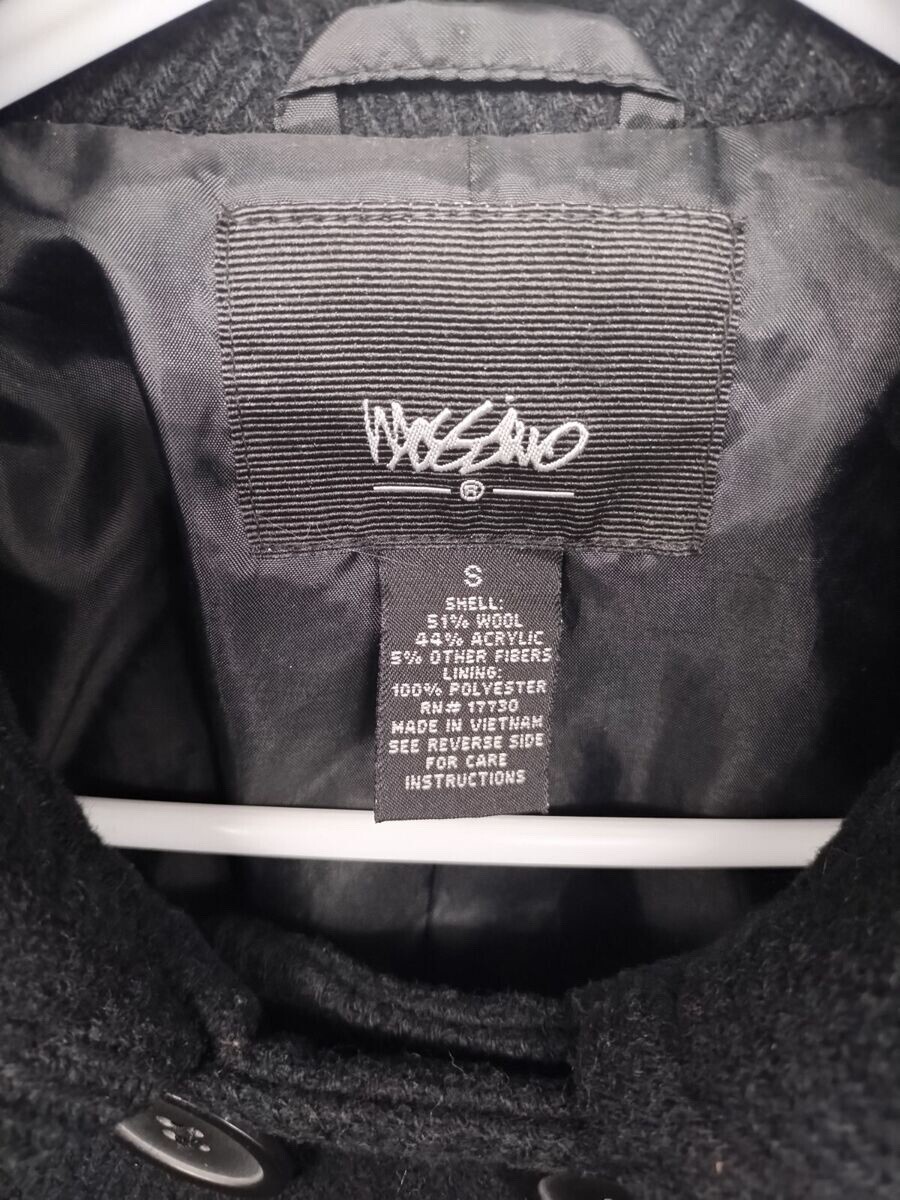 Mossimo
®
S
SHELL:
51% WOOL
44% ACRYLIC
5% OTHER FIBERS
LINING:
100% POLYESTER
RN# 17730
MADE IN VIETNAM
SEE REVERSE SIDE
FOR CARE
INSTRUCTIONS